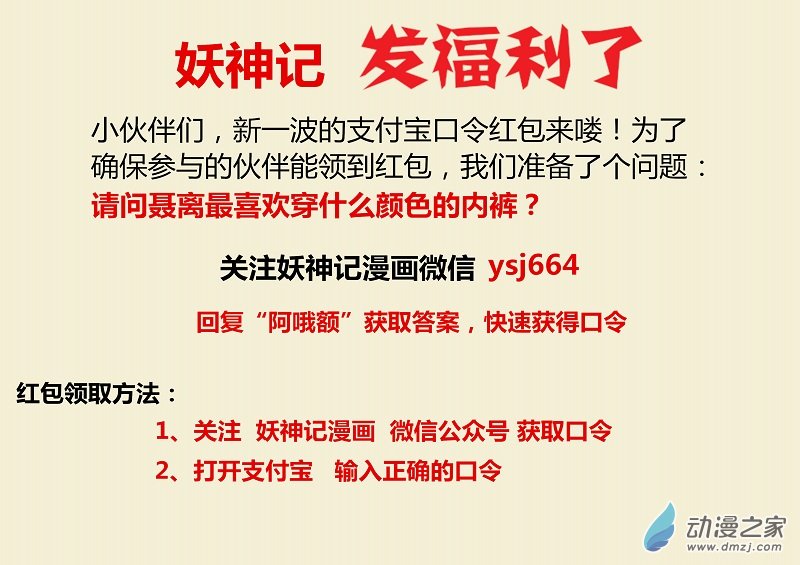 妖神记 发福利了
小伙伴们，新一波的支付宝口令红包来喽！为了
确保参与的伙伴能领到红包，我们准备了个问题：
请问聂离最喜欢穿什么颜色的内裤？
关注妖神记漫画微信 ysj664
回复“阿哦额”获取答案，快速获得口令
红包领取方法：
1、关注 妖神记漫画 微信公众号 获取口令
2、打开支付宝 输入正确的口令
动漫之家
www.dmzj.com